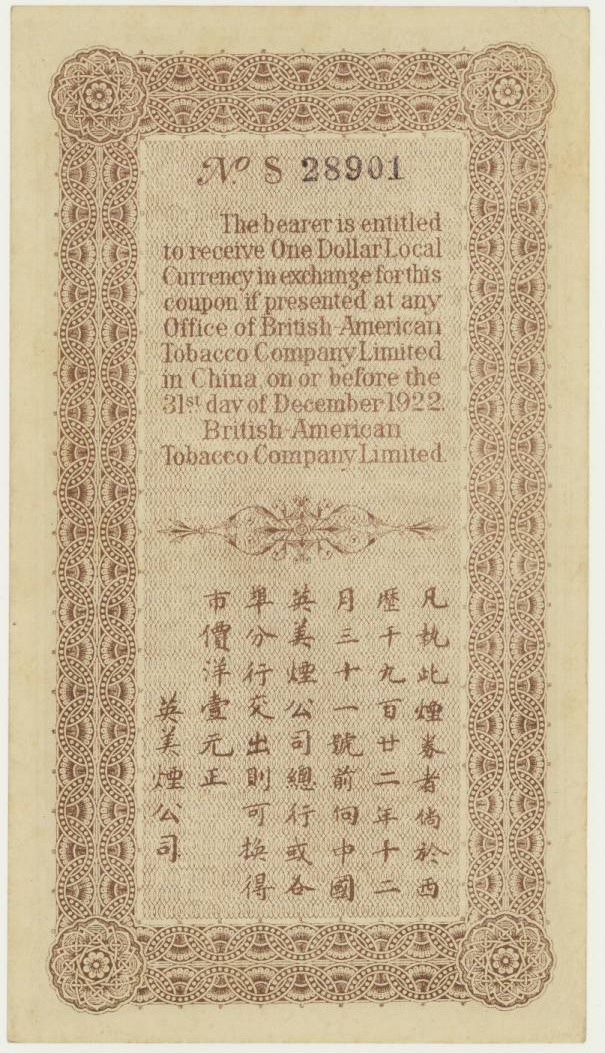 No. S 28901
The bearer is entitled
to receive One Dollar Local
Currency in exchange for this
coupon if presented at any
Office of British-American
Tobacco Company Limited
in China on or before the
31st day of December 1922.
British-American
Tobacco Company Limited.
凡執此煙券者倘於西
歷千九百廿二年十二
月三十一號前向中國
英美煙公司總行或各
埠分行交出則可換得
市價洋壹元正
英美煙公司